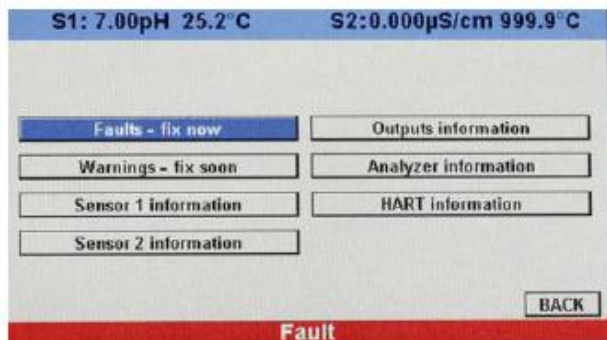 S1: 7.00pH 25.2°C
S2:0.000µS/cm 999.9°C
Faults - fix now
Outputs information
Warnings - fix soon
Analyzer information
Sensor 1 information
HART information
Sensor 2 information
BACK
Fault